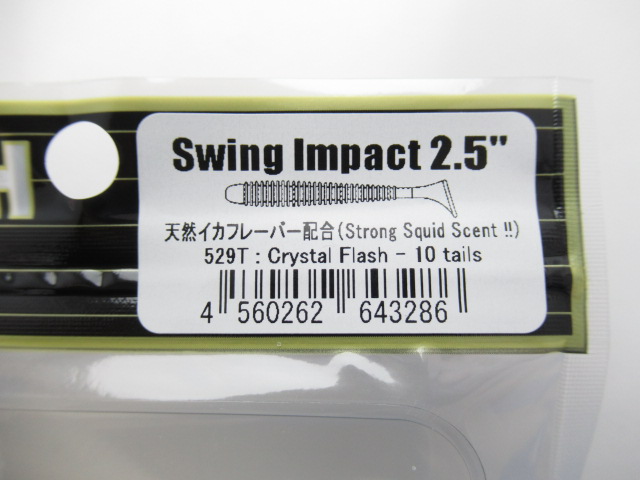 H
Swing Impact 2.5"
天然イカフレーバー配合(Strong Squid Scent !!)
529T : Crystal Flash - 10 tails
4 560262 643286